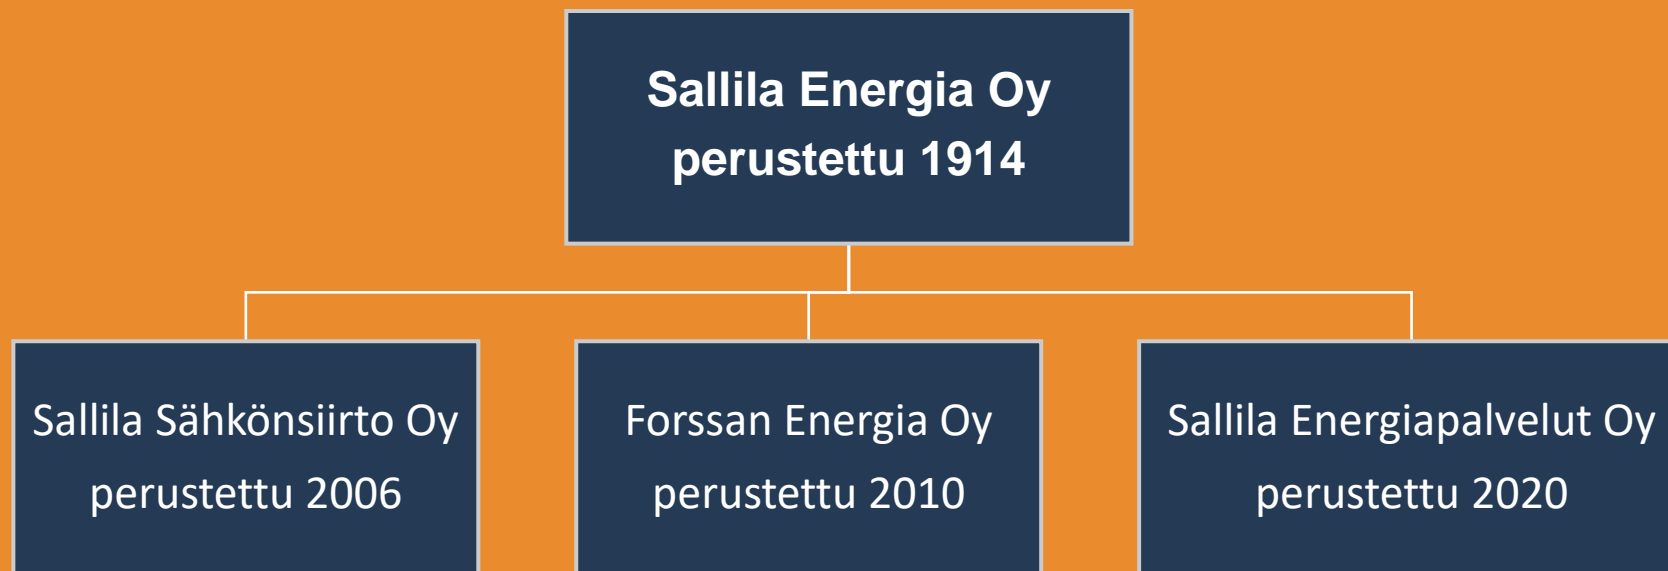 Sallila Energia Oy
perustettu 1914
Sallila Sähkönsiirto Oy
perustettu 2006
Forssan Energia Oy
perustettu 2010
Sallila Energiapalvelut Oy
perustettu 2020